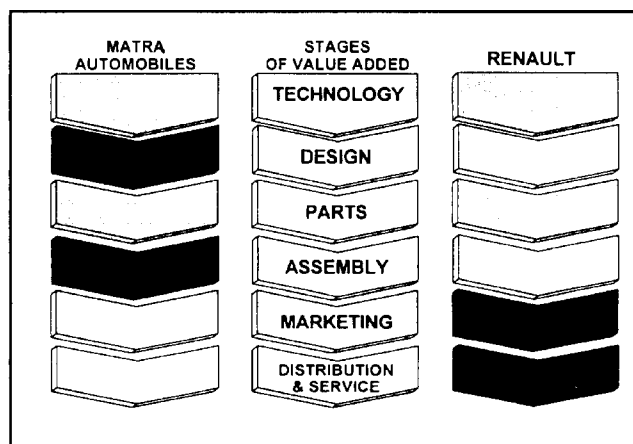 MATRA
AUTOMOBILES
STAGES
OF VALUE ADDED
RENAULT
TECHNOLOGY
DESIGN
PARTS
ASSEMBLY
MARKETING
DISTRIBUTION
& SERVICE